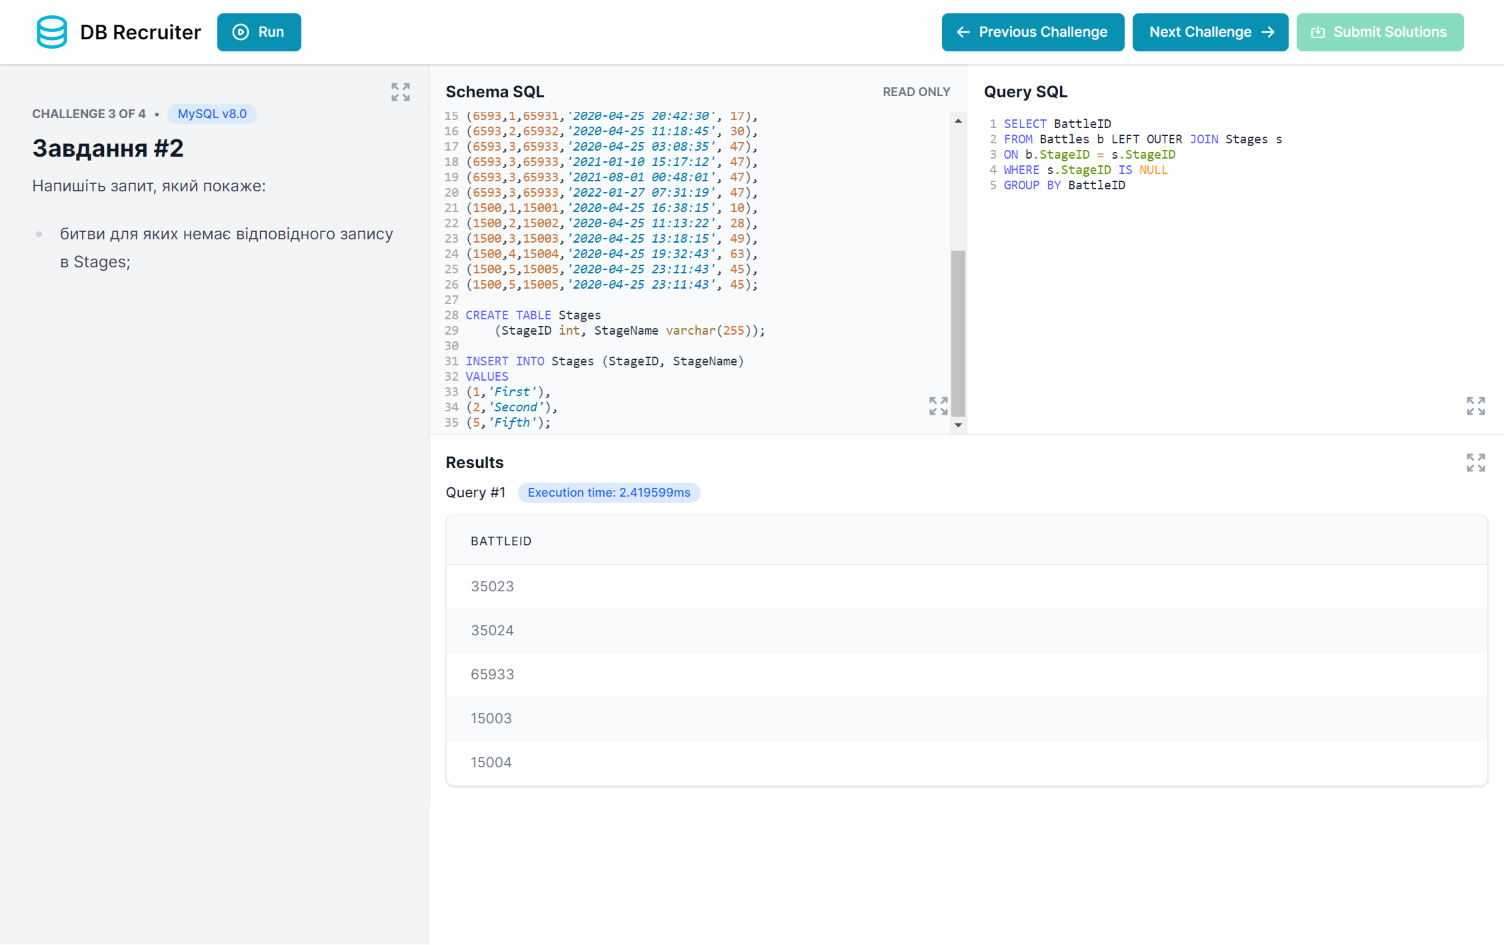 DB Recruiter
Run
Previous Challenge
Next Challenge
Submit Solutions
CHALLENGE 3 OF 4 • MySQL v8.0
Завдання #2
Напишіть запит, який покаже:
битви для яких немає відповідного запису
в Stages;
Schema SQL
READ ONLY
15 (6593,1,65931,'2020-04-25 20:42:30', 17),
16 (6593,2,65932,'2020-04-25 11:18:45', 30),
17 (6593,3,65933,'2020-04-25 03:08:35', 47),
18 (6593,3,65933,'2021-01-10 15:17:12', 47),
19 (6593,3,65933,'2021-08-01 00:48:01', 47),
20 (6593,3,65933,'2022-01-27 07:31:19', 47),
21 (1500,1,15001,'2020-04-25 16:38:15', 10),
22 (1500,2,15002,'2020-04-25 11:13:22', 28),
23 (1500,3,15003,'2020-04-25 13:18:15', 49),
24 (1500,4,15004,'2020-04-25 19:32:43', 63),
25 (1500,5,15005,'2020-04-25 23:11:43', 45),
26 (1500,5,15005,'2020-04-25 23:11:43', 45);
27
28 CREATE TABLE Stages
29 (StageID int, StageName varchar(255));
30
31 INSERT INTO Stages (StageID, StageName)
32 VALUES
33 (1,'First'),
34 (2,'Second'),
35 (5,'Fifth');
Query SQL
1 SELECT BattleID
2 FROM Battles b LEFT OUTER JOIN Stages s
3 ON b.StageID = s.StageID
4 WHERE s.StageID IS NULL
5 GROUP BY BattleID
Results
Query #1 Execution time: 2.419599ms
BATTLEID
35023
35024
65933
15003
15004